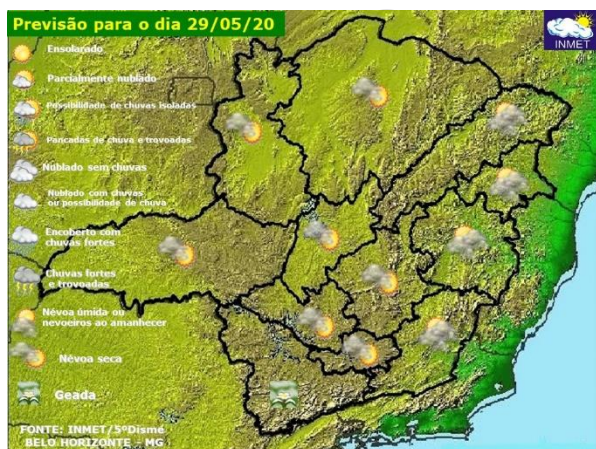 Previsão para o dia 29/05/20
INMET
Ensolarado
Parcialmente nublado
Possibilidade de chuvas isoladas
Pancadas de chuva e trovoadas
Nublado sem chuvas
Nublado com chuvas
ou possibilidade de chuva
Encoberto com
chuvas fortes
Chuvas fortes
e trovoadas
Névoa úmida ou
nevoeiros ao amanhecer
Névoa seca
Geada
FONTE: INMET/5ºDisme
BELO HORIZONTE - MG